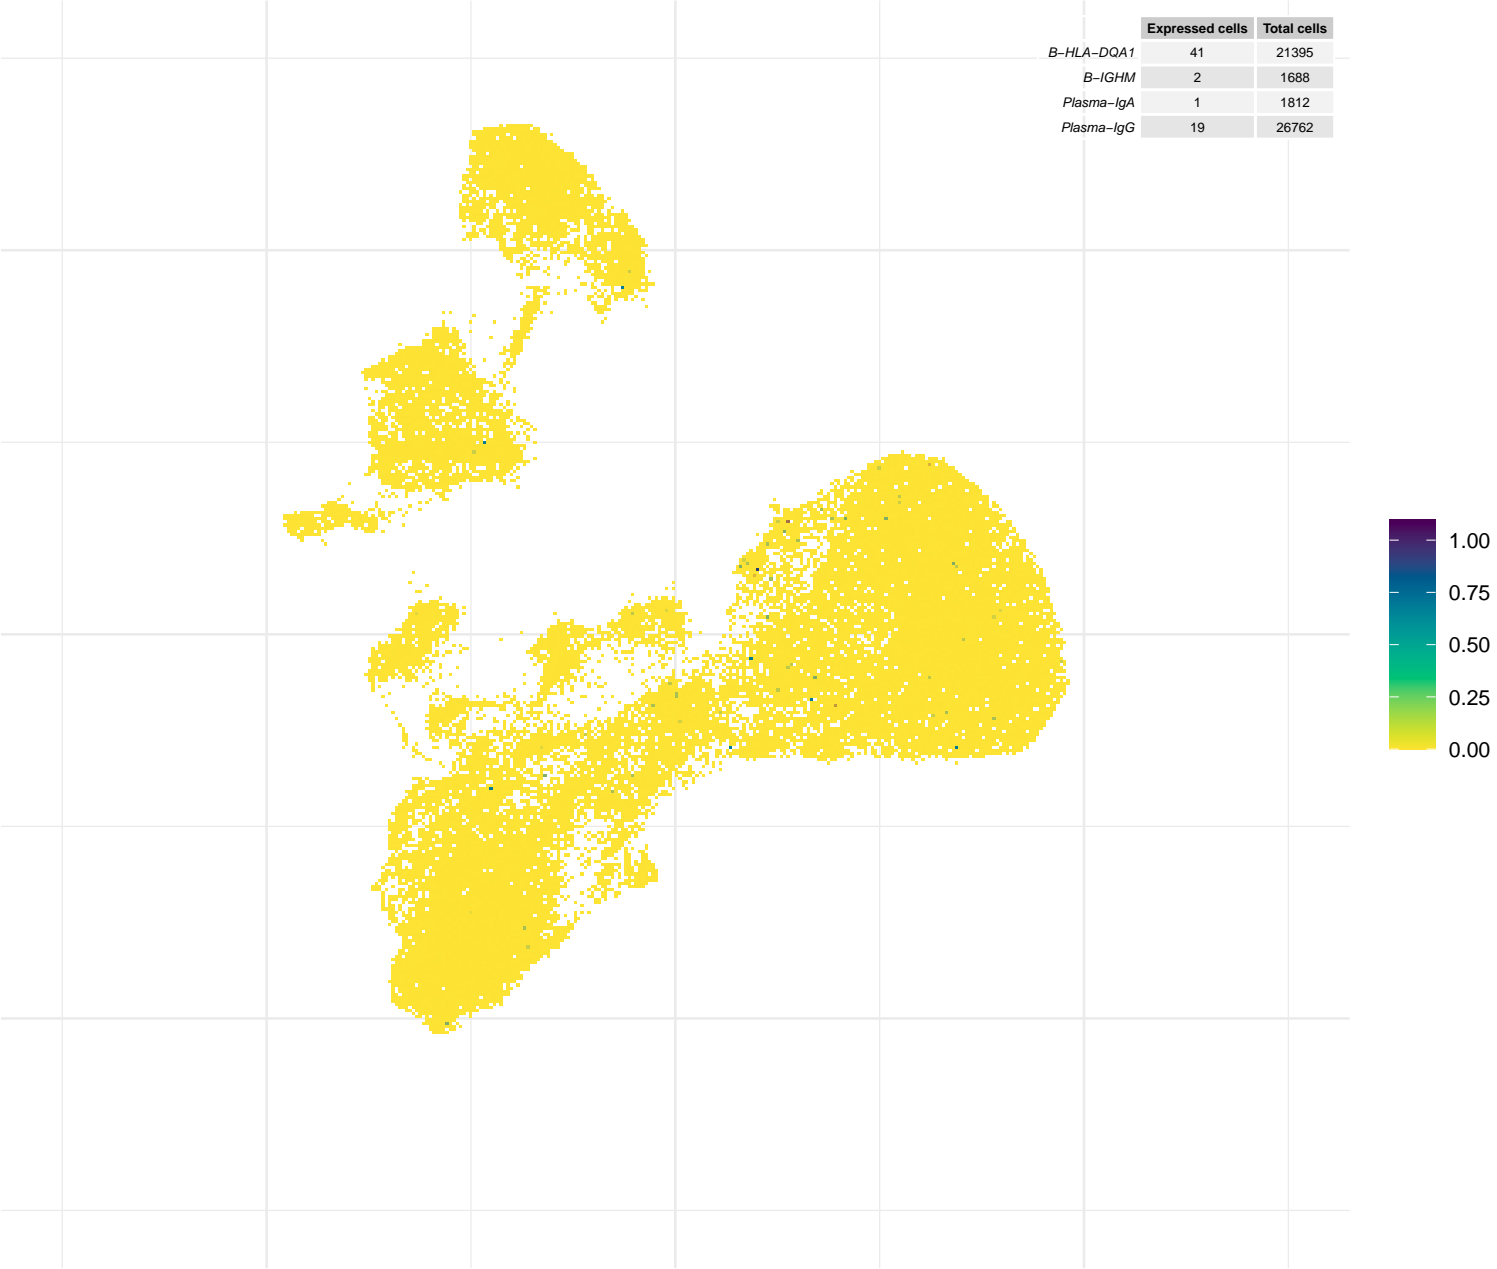 Expressed cells Total cells
B−HLA−DQA1 41 21395
B−IGHM 2 1688
Plasma−IgA 1 1812
Plasma−IgG 19 26762
1.00
0.75
0.50
0.25
0.00